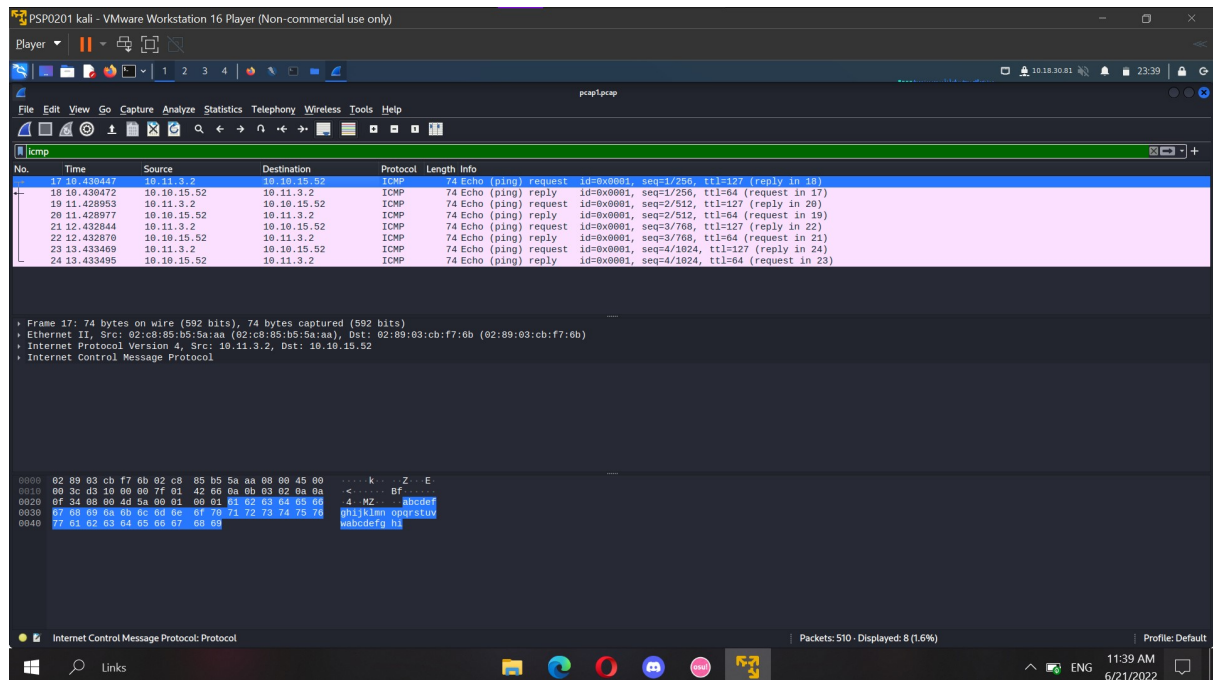 PSP0201 kali - VMware Workstation 16 Player (Non-commercial use only)
Player
1 2 3 4 10.18.30.81 23:39
pcap1.pcap
File Edit View Go Capture Analyze Statistics Telephony Wireless Tools Help
icmp
No. Time Source Destination Protocol Length Info
17 10.430447 10.11.3.2 10.10.15.52 ICMP 74 Echo (ping) request id=0x0001, seq=1/256, ttl=127 (reply in 18)
18 10.430472 10.10.15.52 10.11.3.2 ICMP 74 Echo (ping) reply id=0x0001, seq=1/256, ttl=64 (request in 17)
19 11.428953 10.11.3.2 10.10.15.52 ICMP 74 Echo (ping) request id=0x0001, seq=2/512, ttl=127 (reply in 20)
20 11.428977 10.10.15.52 10.11.3.2 ICMP 74 Echo (ping) reply id=0x0001, seq=2/512, ttl=64 (request in 19)
21 12.432844 10.11.3.2 10.10.15.52 ICMP 74 Echo (ping) request id=0x0001, seq=3/768, ttl=127 (reply in 22)
22 12.432870 10.10.15.52 10.11.3.2 ICMP 74 Echo (ping) reply id=0x0001, seq=3/768, ttl=64 (request in 21)
23 13.433469 10.11.3.2 10.10.15.52 ICMP 74 Echo (ping) request id=0x0001, seq=4/1024, ttl=127 (reply in 24)
24 13.433495 10.10.15.52 10.11.3.2 ICMP 74 Echo (ping) reply id=0x0001, seq=4/1024, ttl=64 (request in 23)
Frame 17: 74 bytes on wire (592 bits), 74 bytes captured (592 bits)
Ethernet II, Src: 02:c8:85:b5:5a:aa (02:c8:85:b5:5a:aa), Dst: 02:89:03:cb:f7:6b (02:89:03:cb:f7:6b)
Internet Protocol Version 4, Src: 10.11.3.2, Dst: 10.10.15.52
Internet Control Message Protocol
0000 02 89 03 cb f7 6b 02 c8 85 b5 5a aa 08 00 45 00 ·····k·· ··Z···E·
0010 00 3c d3 10 00 00 7f 01 42 66 0a 0b 03 02 0a 0a ·<······ Bf······
0020 0f 34 08 00 4d 5a 00 01 00 01 61 62 63 64 65 66 ·4··MZ·· ··abcdef
0030 67 68 69 6a 6b 6c 6d 6e 6f 70 71 72 73 74 75 76 ghijklmn opqrstuv
0040 77 61 62 63 64 65 66 67 68 69 wabcdefg hi
Internet Control Message Protocol: Protocol Packets: 510 · Displayed: 8 (1.6%) Profile: Default
Links osu! ENG 11:39 AM
6/21/2022